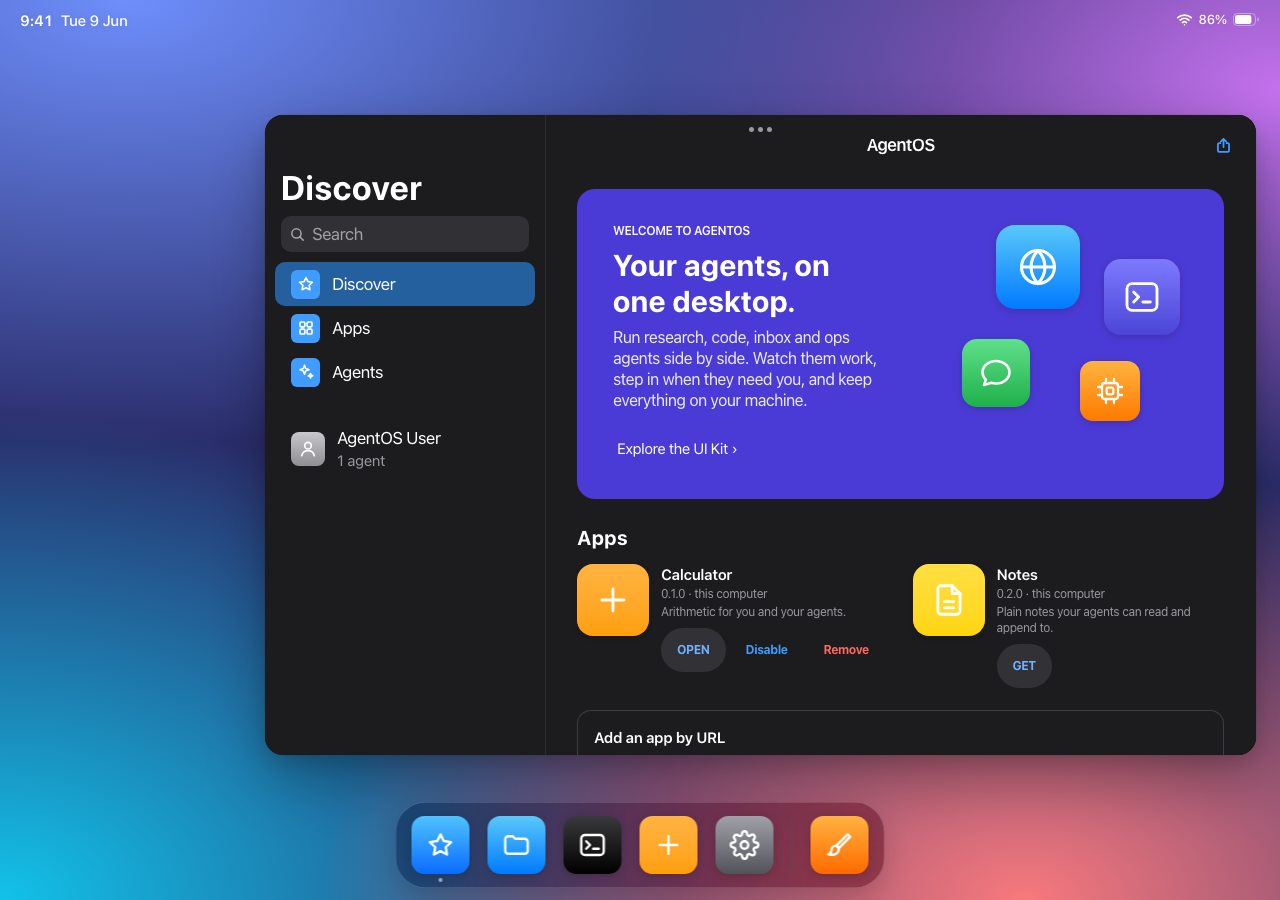 9:41 Tue 9 Jun
86%
AgentOS
Discover
Search
Discover
Apps
Agents
AgentOS User
1 agent
WELCOME TO AGENTOS
Your agents, on
one desktop.
Run research, code, inbox and ops
agents side by side. Watch them work,
step in when they need you, and keep
everything on your machine.
Explore the UI Kit ›
Apps
Calculator
0.1.0 · this computer
Arithmetic for you and your agents.
OPEN Disable Remove
Notes
0.2.0 · this computer
Plain notes your agents can read and
append to.
GET
Add an app by URL